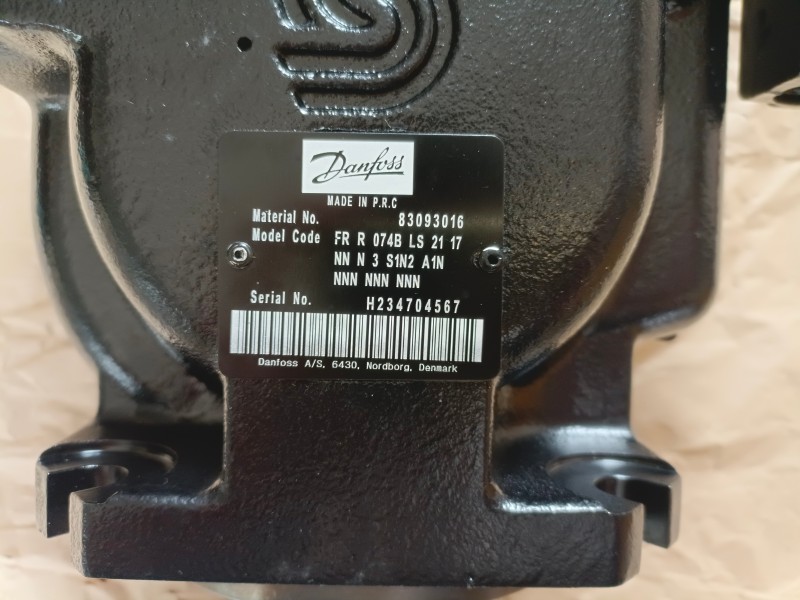 Danfoss
MADE IN P.R.C
Material No. 83093016
Model Code FR R 074B LS 21 17
NN N 3 S1N2 A1N
NNN NNN NNN
Serial No. H234704567
Danfoss A/S, 6430, Nordborg, Denmark